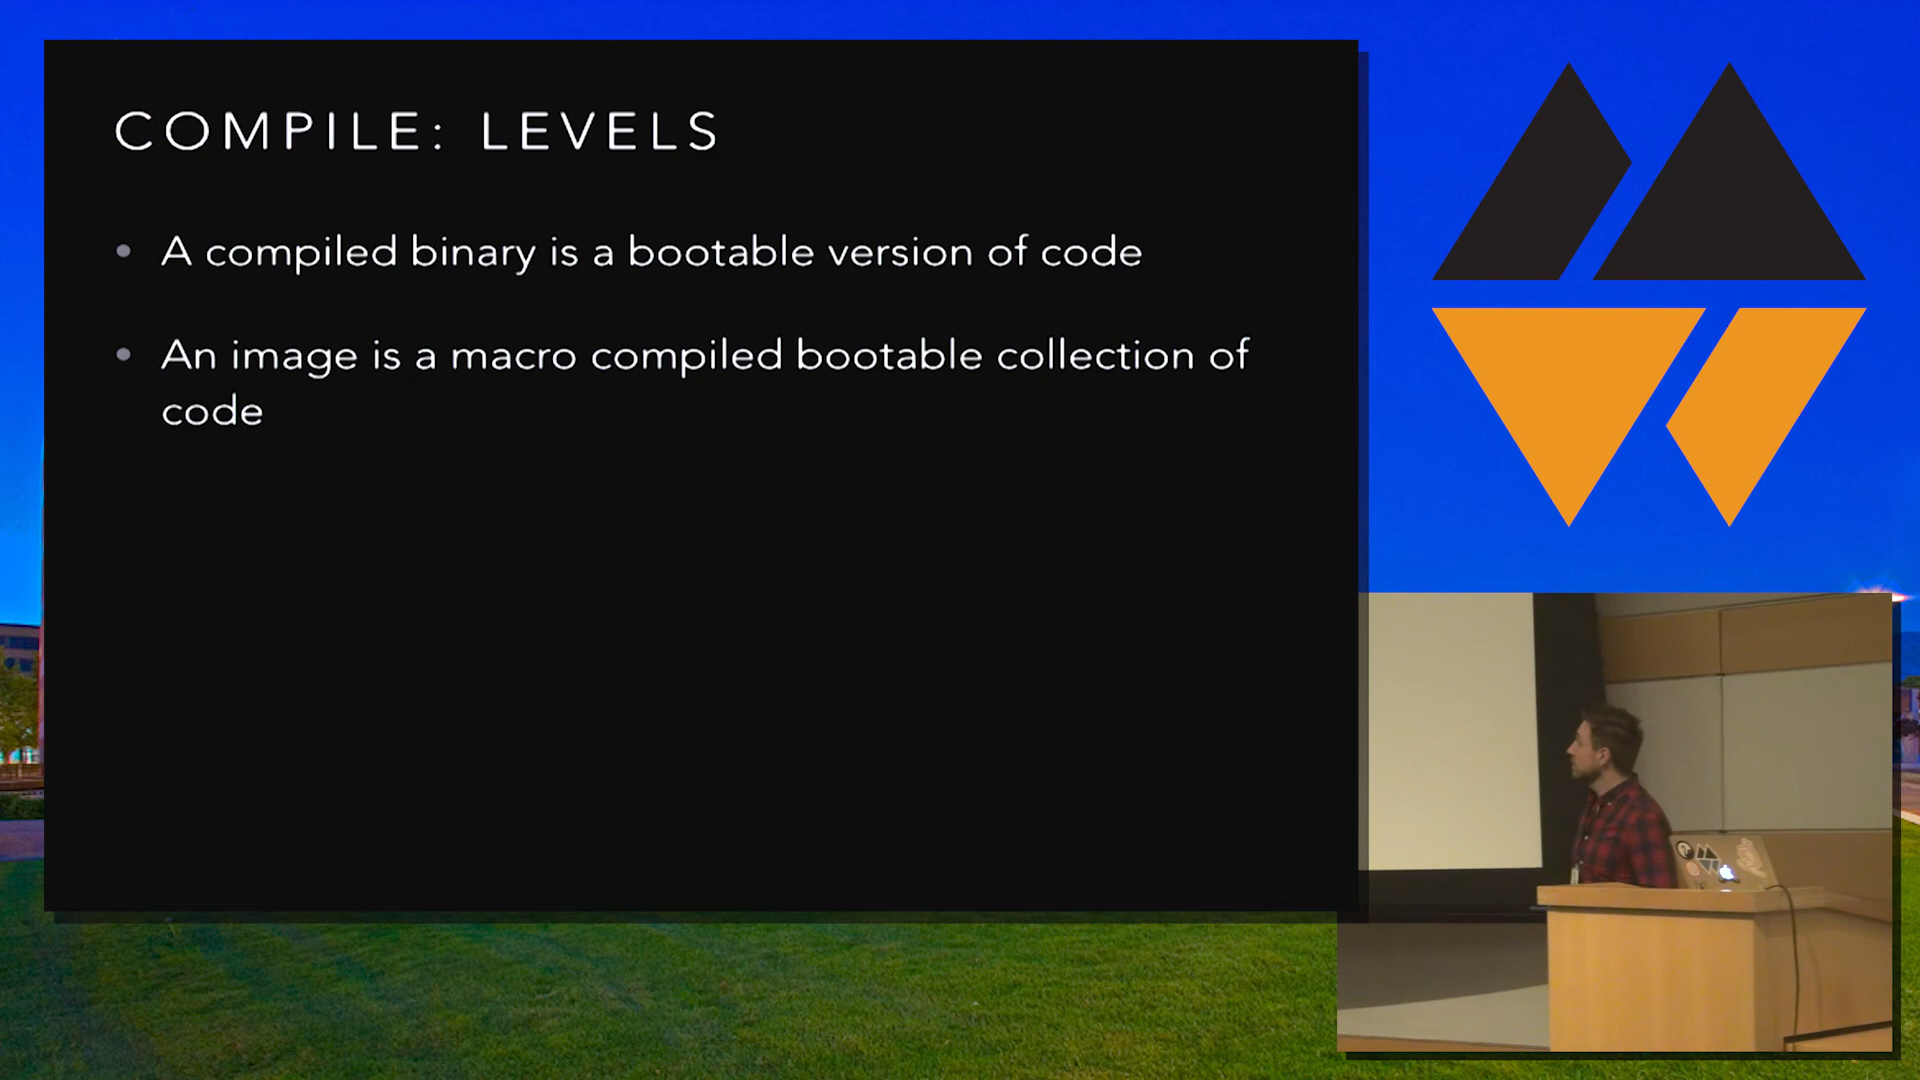 COMPILE: LEVELS
• A compiled binary is a bootable version of code
• An image is a macro compiled bootable collection of
code